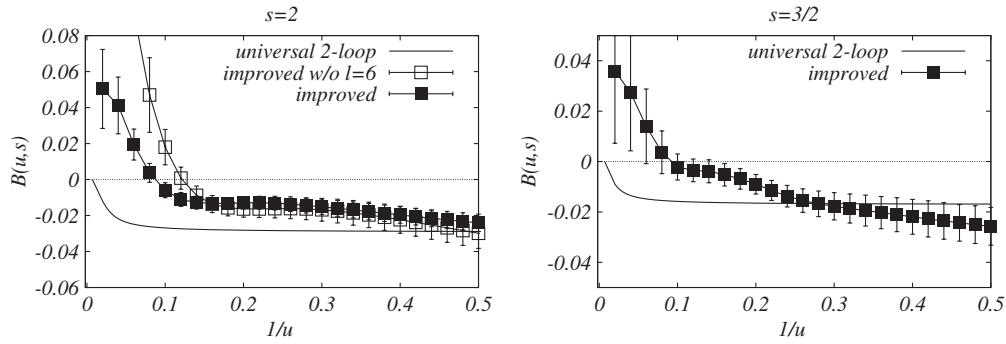 s=2
0.08
0.06
0.04
0.02
0
-0.02
-0.04
-0.06
B(u,s)
universal 2-loop
improved w/o l=6
improved
0
0.1
0.2
0.3
0.4
0.5
1/u
s=3/2
0.04
0.02
0
-0.02
-0.04
B(u,s)
universal 2-loop
improved
0
0.1
0.2
0.3
0.4
0.5
1/u